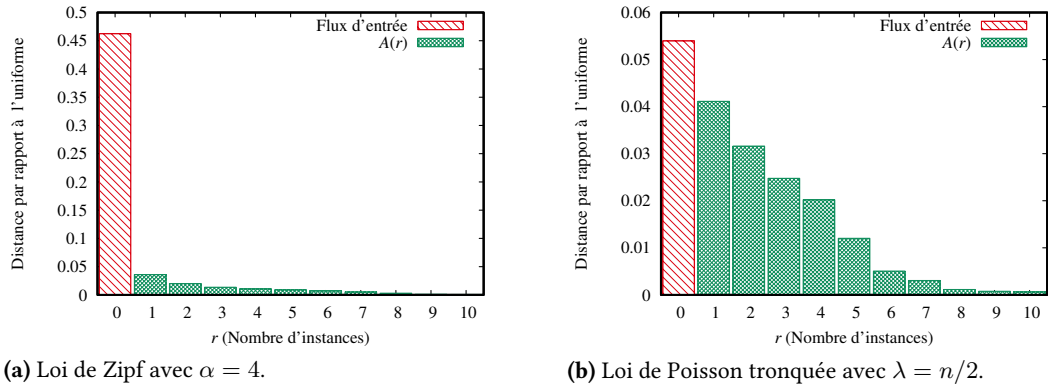 Distance par rapport à l'uniforme
0.5
0.45
0.4
0.35
0.3
0.25
0.2
0.15
0.1
0.05
0
Flux d'entrée
A(r)
0 1 2 3 4 5 6 7 8 9 10
r (Nombre d'instances)
(a) Loi de Zipf avec α = 4.
Distance par rapport à l'uniforme
0.06
0.05
0.04
0.03
0.02
0.01
0
Flux d'entrée
A(r)
0 1 2 3 4 5 6 7 8 9 10
r (Nombre d'instances)
(b) Loi de Poisson tronquée avec λ = n/2.